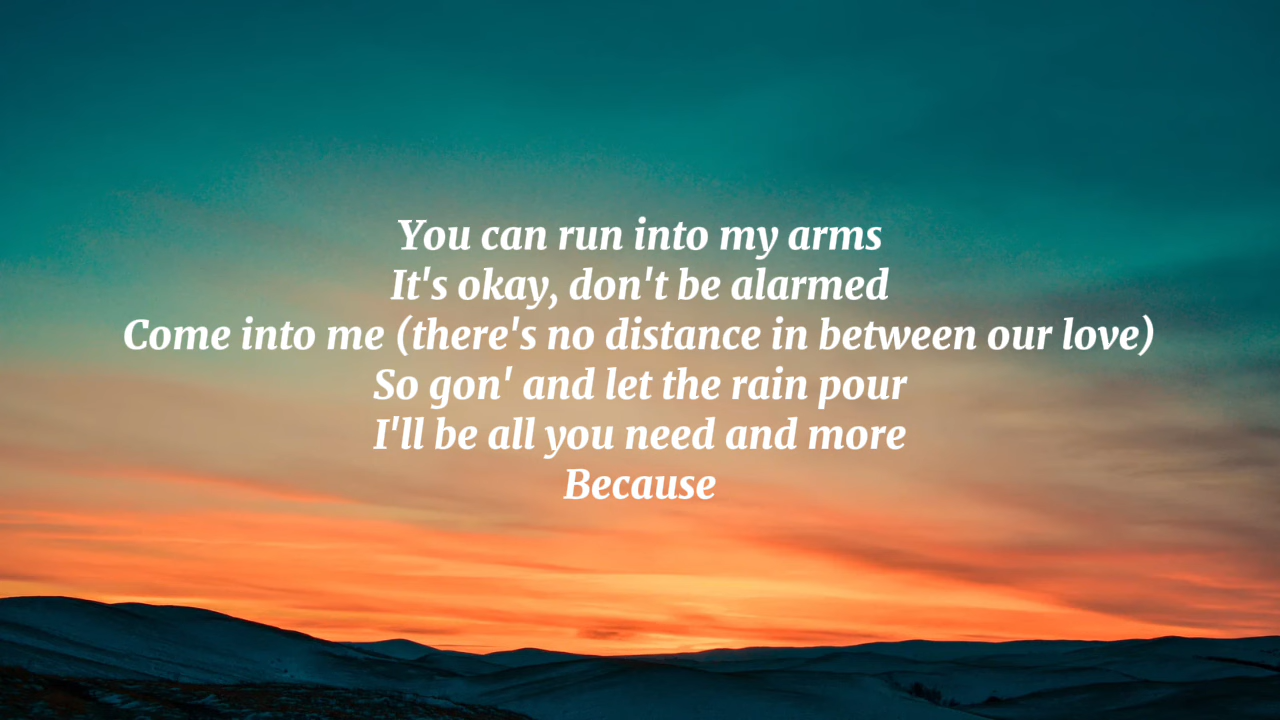 You can run into my arms
It's okay, don't be alarmed
Come into me (there's no distance in between our love)
So gon' and let the rain pour
I'll be all you need and more
Because